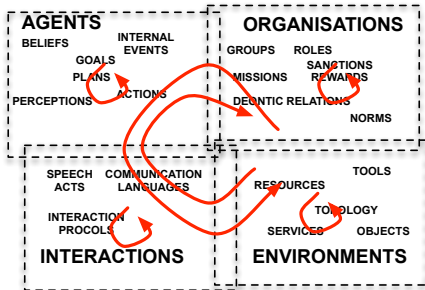 AGENTS
BELIEFS
INTERNAL
EVENTS
GOALS
PLANS
ACTIONS
PERCEPTIONS
ORGANISATIONS
GROUPS ROLES
SANCTIONS
MISSIONS REWARDS
DEONTIC RELATIONS
NORMS
SPEECH
ACTS
COMMUNICATION
LANGUAGES
INTERACTION
PROCOLS
INTERACTIONS
TOOLS
RESOURCES
TOPOLOGY
SERVICES OBJECTS
ENVIRONMENTS